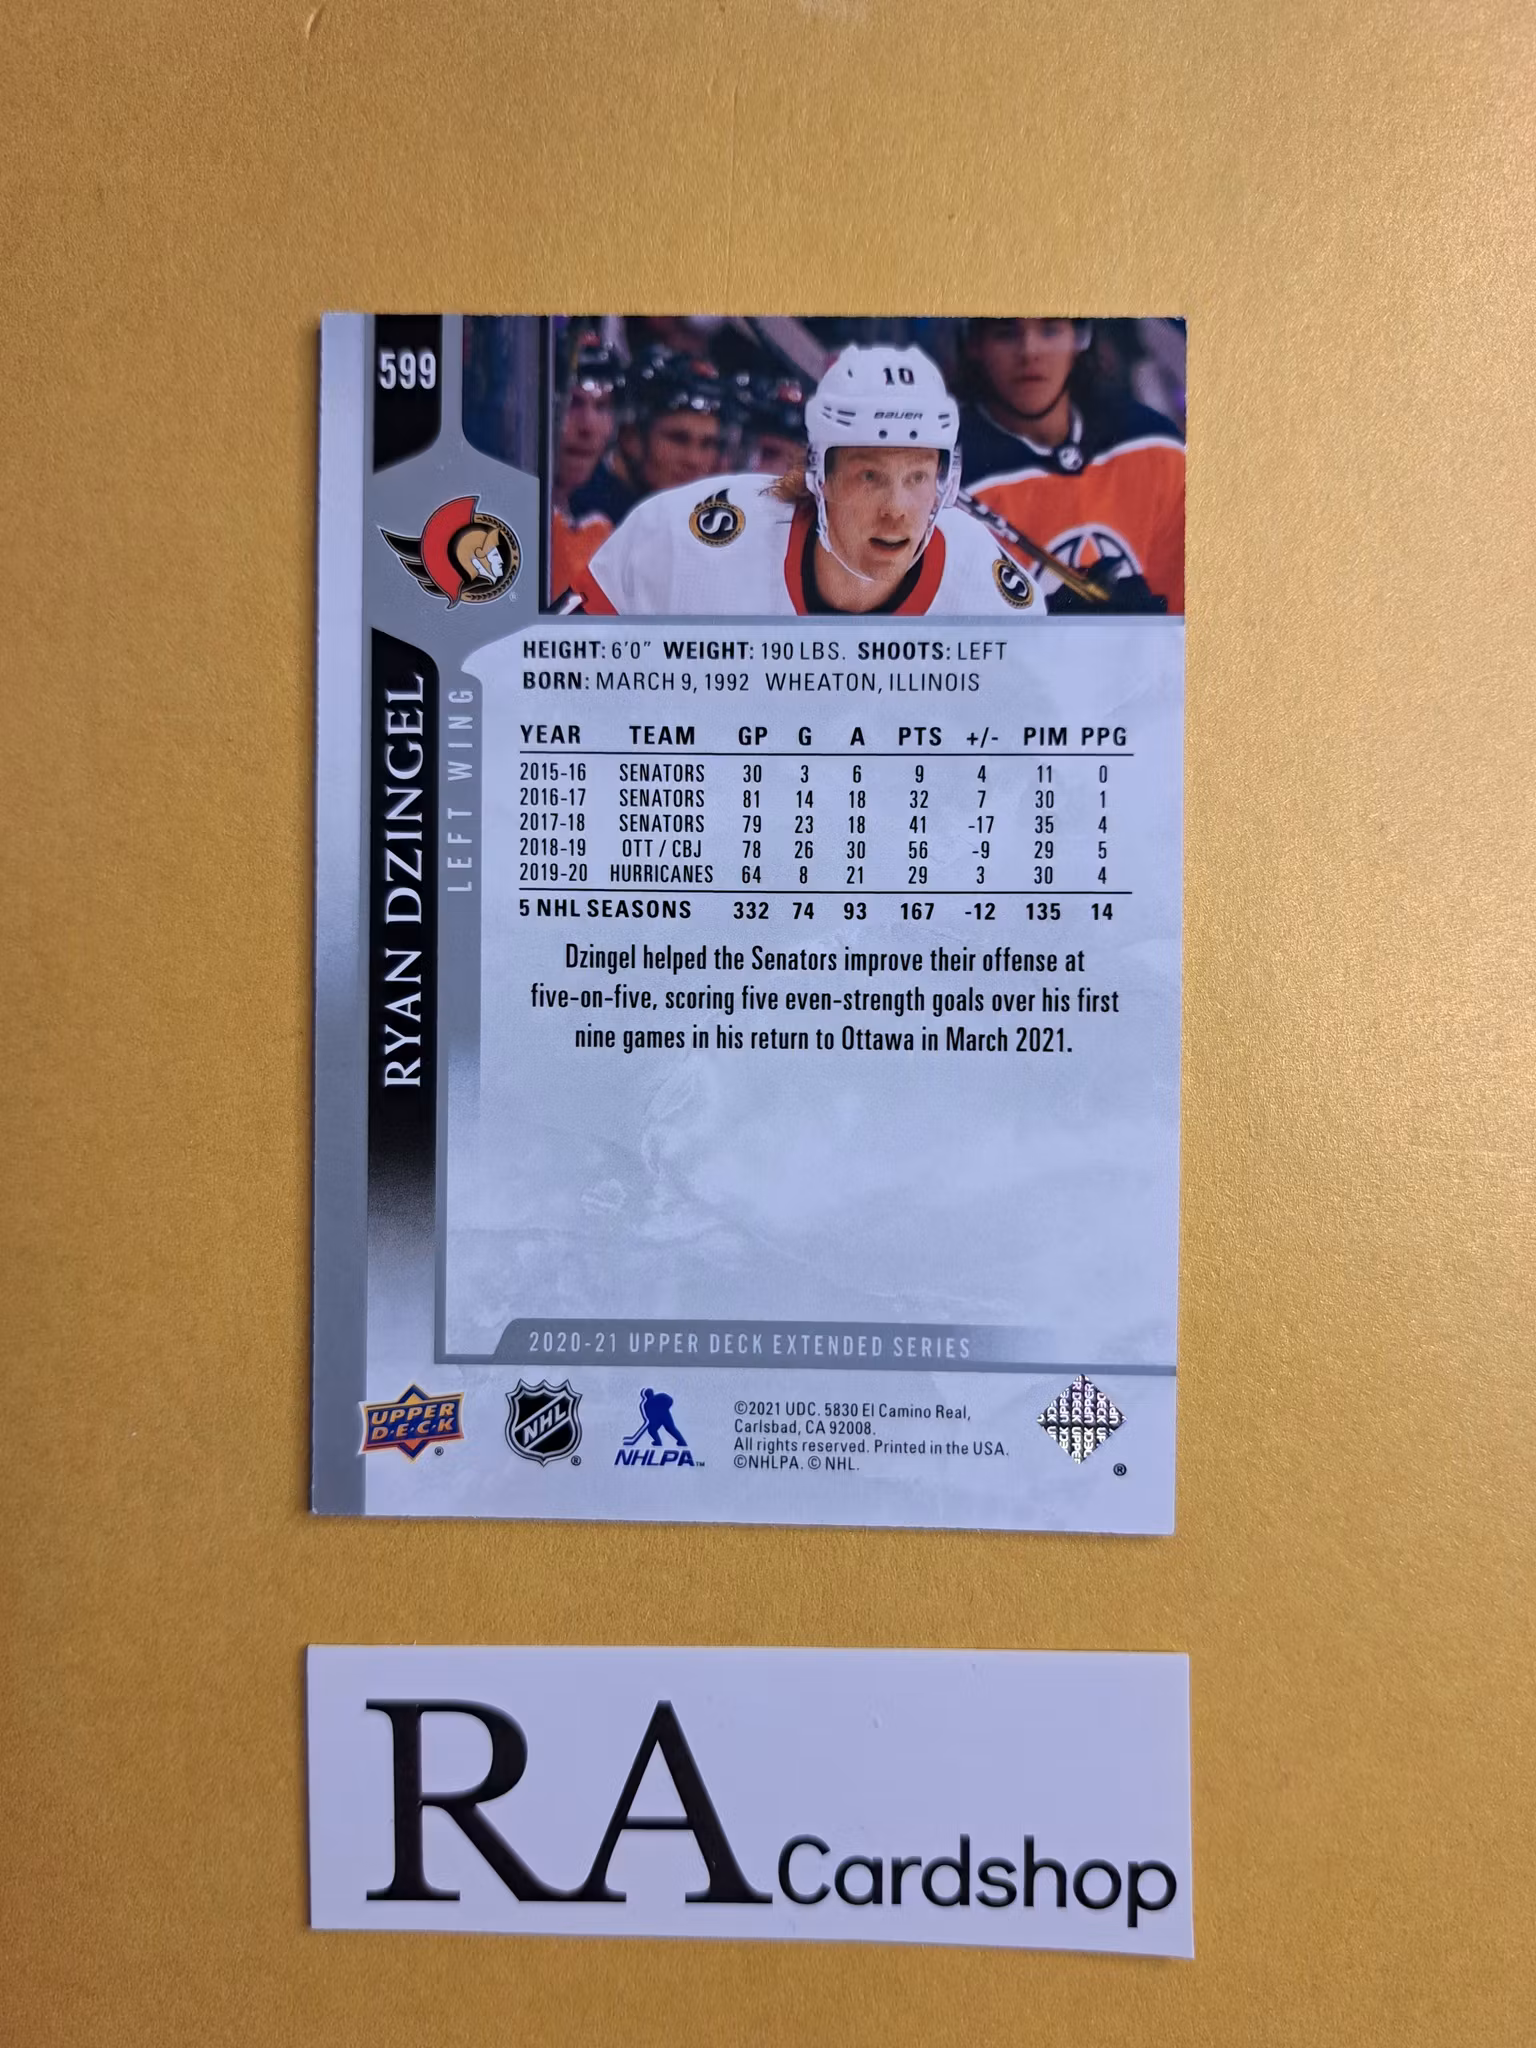 599
10
BAUER
S
S
RYAN DZINGEL
LEFT WING
HEIGHT: 6'0" WEIGHT: 190 LBS. SHOOTS: LEFT
BORN: MARCH 9, 1992 WHEATON, ILLINOIS
YEAR TEAM GP G A PTS +/- PIM PPG
2015-16 SENATORS 30 3 6 9 4 11 0
2016-17 SENATORS 81 14 18 32 7 30 1
2017-18 SENATORS 79 23 18 41 -17 35 4
2018-19 OTT / CBJ 78 26 30 56 -9 29 5
2019-20 HURRICANES 64 8 21 29 3 30 4
5 NHL SEASONS 332 74 93 167 -12 135 14
Dzingel helped the Senators improve their offense at
five-on-five, scoring five even-strength goals over his first
nine games in his return to Ottawa in March 2021.
2020-21 UPPER DECK EXTENDED SERIES
UPPER
D·E·C·K
®
NHL
®
NHLPA™
©2021 UDC. 5830 El Camino Real,
Carlsbad, CA 92008.
All rights reserved. Printed in the USA.
©NHLPA. © NHL.
®
RA Cardshop